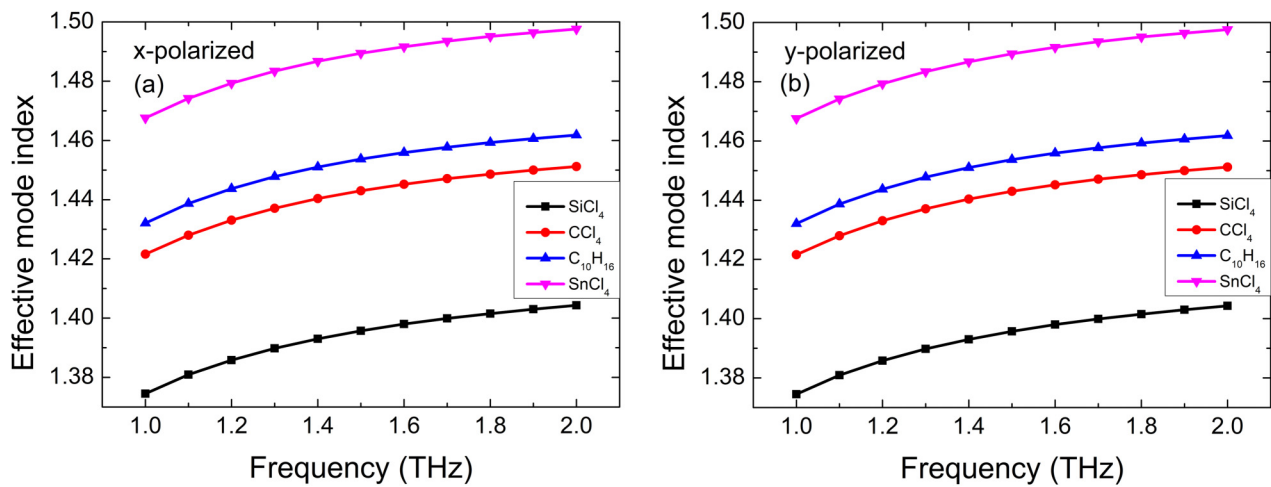 x-polarized
(a)
Effective mode index
1.50
1.48
1.46
1.44
1.42
1.40
1.38
SiCl₄
CCl₄
C₁₀H₁₆
SnCl₄
1.0 1.2 1.4 1.6 1.8 2.0
Frequency (THz)
y-polarized
(b)
Effective mode index
1.50
1.48
1.46
1.44
1.42
1.40
1.38
SiCl₄
CCl₄
C₁₀H₁₆
SnCl₄
1.0 1.2 1.4 1.6 1.8 2.0
Frequency (THz)